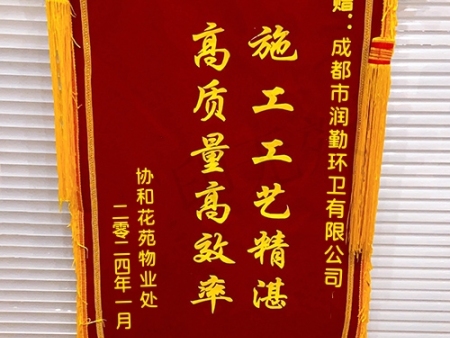 赠：成都市润勤环卫有限公司
施工工艺精湛
高质量高效率
协和花苑物业处
二零二四年一月